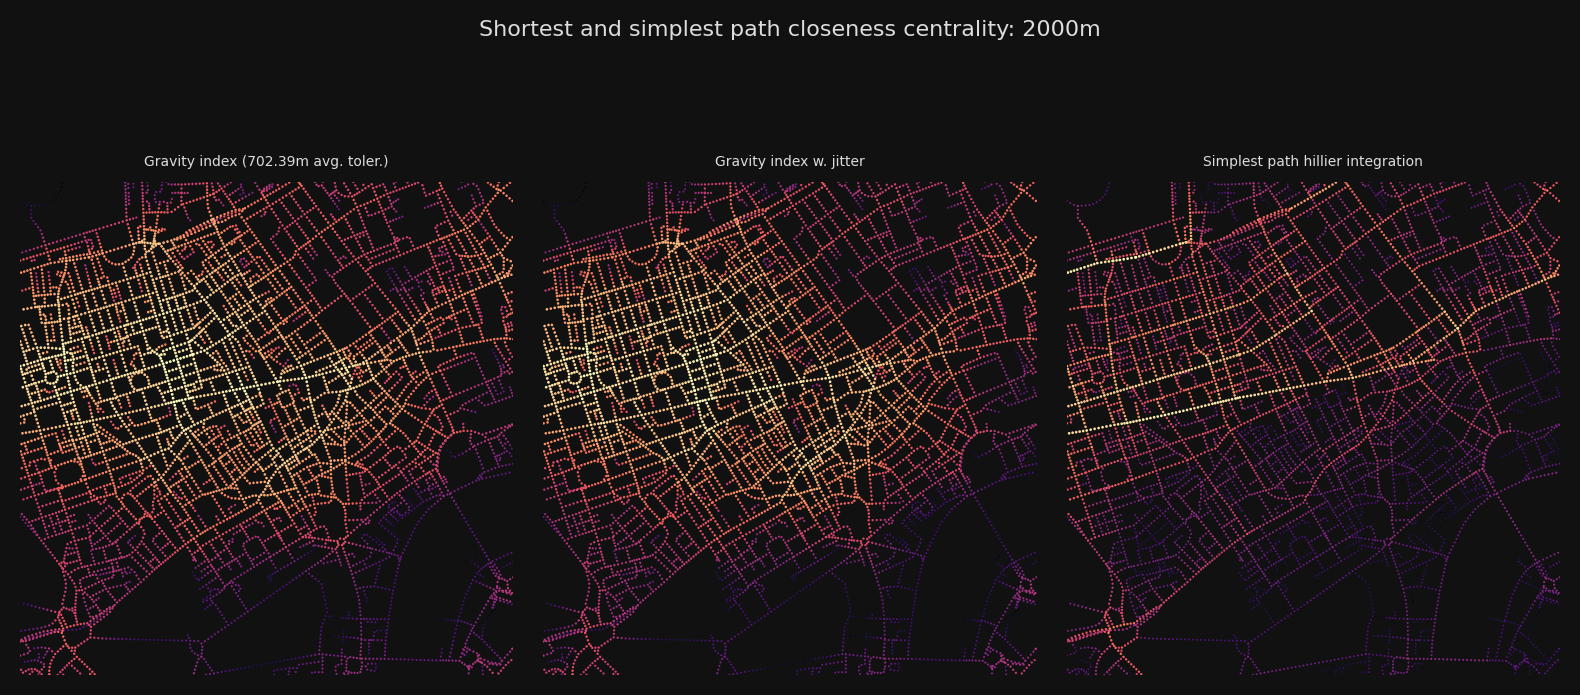 Shortest and simplest path closeness centrality: 2000m
Gravity index (702.39m avg. toler.)
Gravity index w. jitter
Simplest path hillier integration